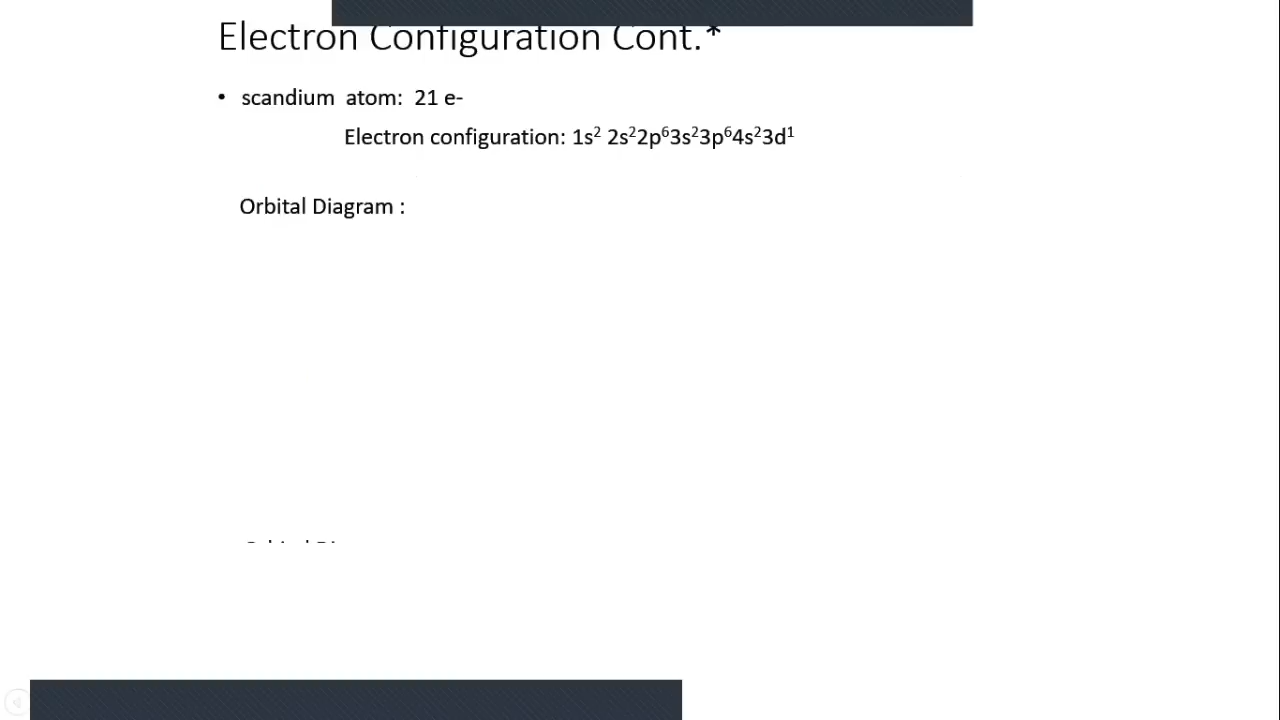 Electron Configuration Cont.*
• scandium atom: 21 e-
Electron configuration: 1s² 2s²2p⁶3s²3p⁶4s²3d¹
Orbital Diagram :